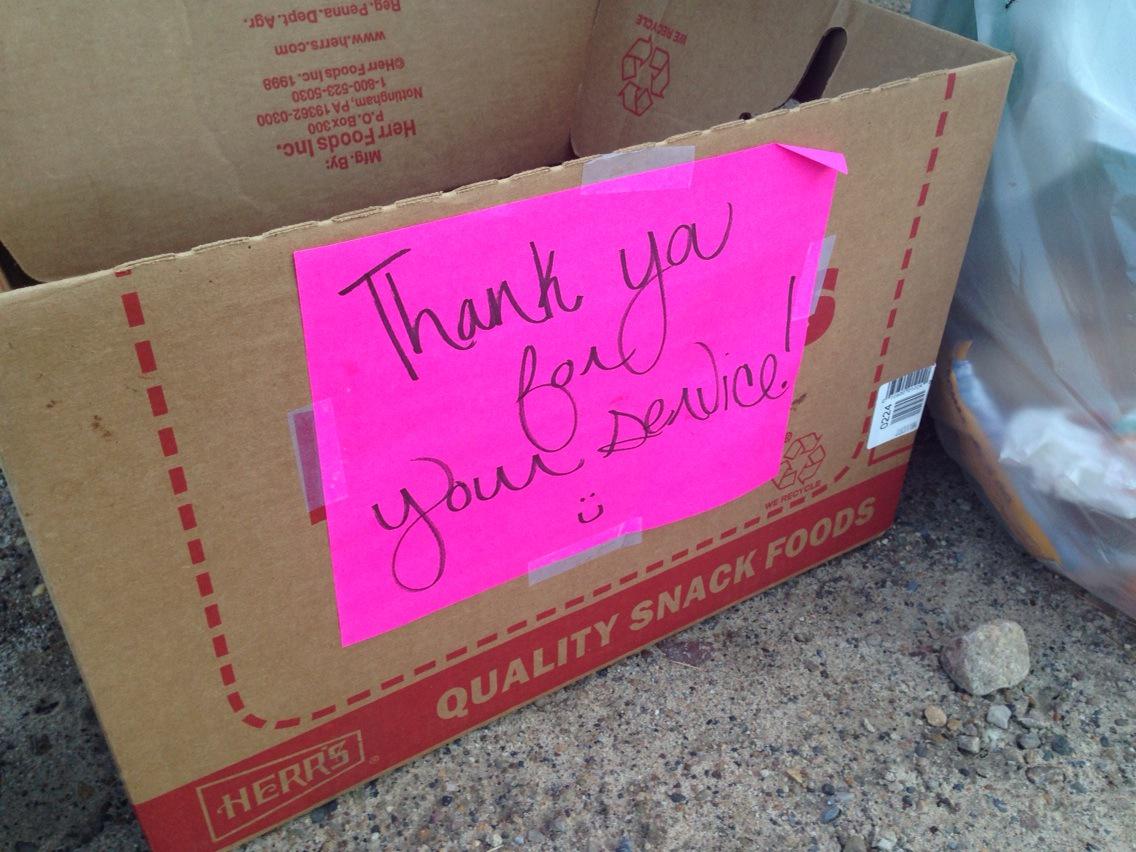 Mfg. By:
Herr Foods Inc.
P.O. Box 300
Nottingham, PA 19362-0300
1-800-523-5030
©Herr Foods Inc. 1998
www.herrs.com
Reg. Penna. Dept. Agr.
WE RECYCLE
Thank ya
for
your service!
S
0224
WE RECYCLE
QUALITY SNACK FOODS
HERR'S®